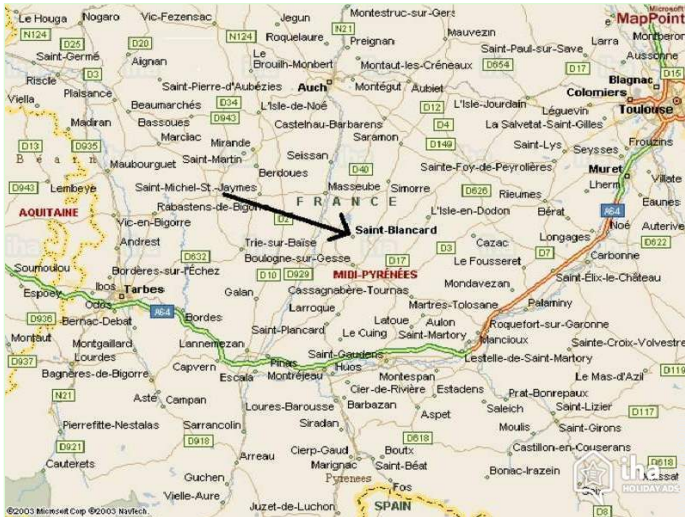 Le Houga
Nogaro
Vic-Fezensac
Jegun
Montestruc-sur-Gers
Microsoft
MapPoint
N124
D20
Roquelaure
N21
Preignan
Mauvezin
Larra
Montberon
Saint-Germé
D25
Aignan
N124
Le
Brouilh-Monbert
Saint-Paul-sur-Save
Aussonne
Riscle
D3
Montaut-les-Créneaux
D654
D17
D15
Plaisance
Saint-Pierre-d'Aubézies
Auch
Montégut
Aubiet
Blagnac
Colomiers
Viella
Beaumarchés
D34
L'Isle-de-Noé
D12
L'Isle-Jourdain
Léguevin
Toulouse
Madiran
Bassoues
D943
Castelnau-Barbarens
D4
La Salvetat-Saint-Gilles
Marciac
Mirande
Saramon
D149
Saint-Lys
Frouzins
D13
D935
Béarn
Saint-Martin
Seissan
Seysses
Maubourguet
Berdoues
D40
Sainte-Foy-de-Peyrolières
Muret
D943
Lembeye
Saint-Michel-St. Jaymes
Masseube
Simorre
D626
Rieumes
Lherm
Villate
AQUITAINE
Rabastens-de-Bigorre
FRANCE
L'Isle-en-Dodon
Bérat
A64
Eaunes
Vic-en-Bigorre
D2
Saint-Blancard
Noé
Auterive
Andrest
Trie-sur-Baïse
D3
Cazac
Longages
D622
Soumoulou
D632
Boulogne-sur-Gesse
D17
Le Fousseret
Carbonne
Bordères-sur-l'Échez
D10
D929
MIDI-PYRÉNÉES
Saint-Élix-le-Château
Espoey
Ibos
Tarbes
Galan
Cassagnabère-Tournas
Mondavezan
Odos
Larroque
Martres-Tolosane
Palaminy
D936
Bernac-Debat
A64
Bordes
Saint-Plancard
Latoue
Aulon
Roquefort-sur-Garonne
Montaut
Montgaillard
Lannemezan
Le Cuing
Saint-Martory
Mancioux
Sainte-Croix-Volvestre
D937
Lourdes
Capvern
Pinas
Saint-Gaudens
Lestelle-de-Saint-Martory
Bagnères-de-Bigorre
Escala
Montréjeau
Huos
Montespan
Le Mas-d'Azil
D119
N21
Asté
Campan
Cier-de-Rivière
Estadens
Prat-Bonrepaux
Loures-Barousse
Barbazan
Aspet
Saleich
Saint-Lizier
D117
Pierrefitte-Nestalas
Sarrancolin
Siradan
Moulis
Saint-Girons
D921
D918
D618
Castillon-en-Couserans
Cauterets
Arreau
Cierp-Gaud
Boutx
D618
Marignac
Saint-Béat
Bonac-Irazein
iha
HOLIDAY ADS
Guchen
Pyrenees
Fos
Vielle-Aure
Juzet-de-Luchon
SPAIN
D8
©2003 Microsoft Corp ©2003 Navtech.